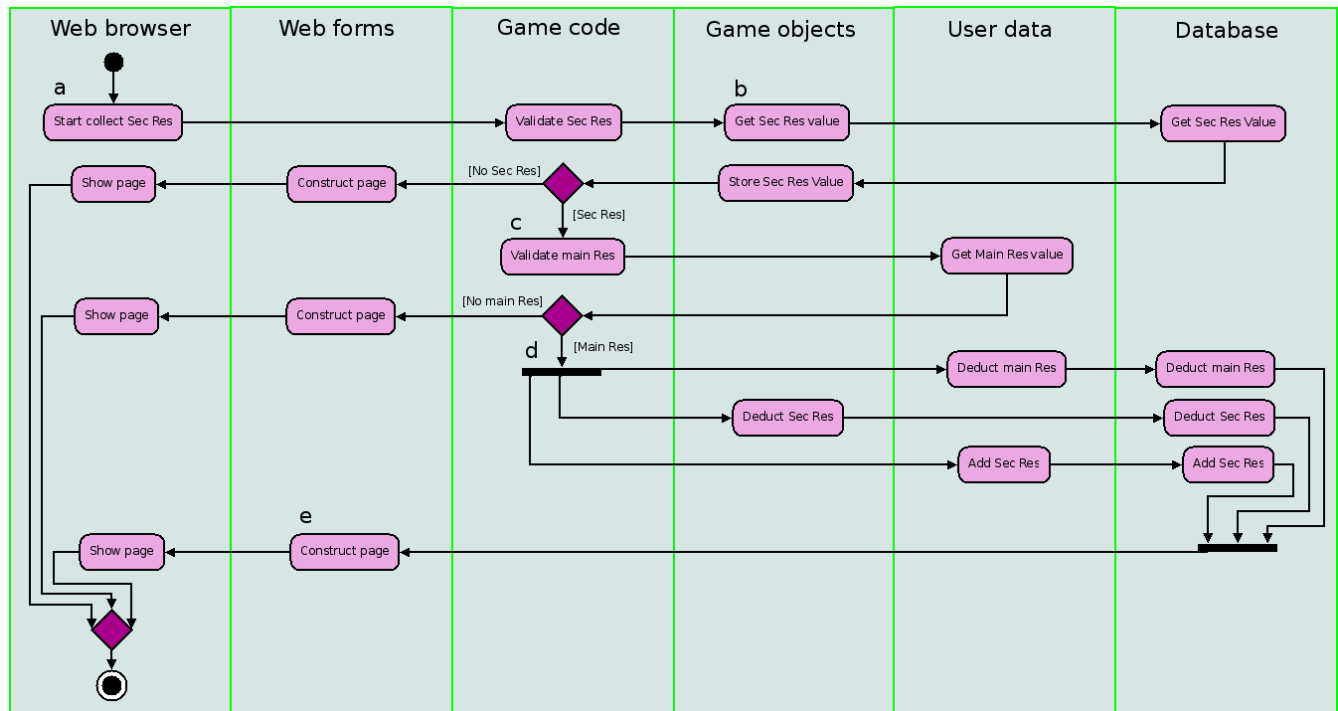 Web browser
Web forms
Game code
Game objects
User data
Database
a
b
Start collect Sec Res
Validate Sec Res
Get Sec Res value
Get Sec Res Value
[No Sec Res]
Show page
Construct page
Store Sec Res Value
[Sec Res]
c
Validate main Res
Get Main Res value
[No main Res]
Show page
Construct page
[Main Res]
d
Deduct main Res
Deduct main Res
Deduct Sec Res
Deduct Sec Res
Add Sec Res
Add Sec Res
e
Show page
Construct page